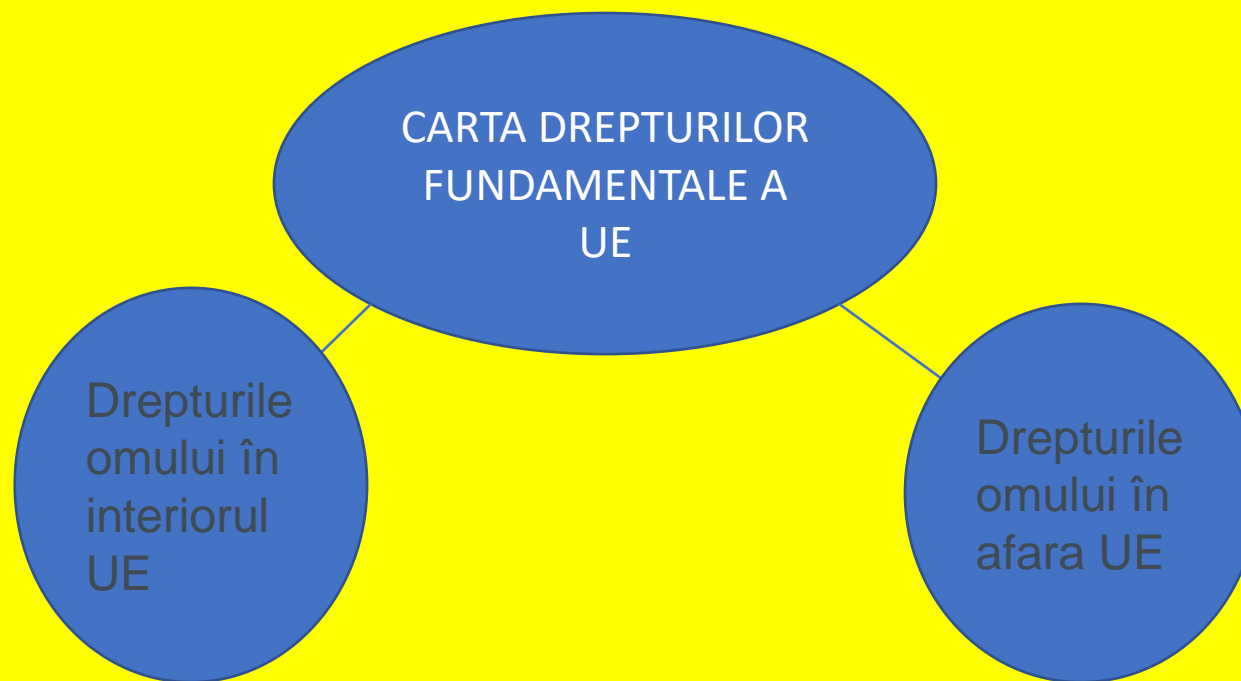 CARTA DREPTURILOR
FUNDAMENTALE A
UE
Drepturile
omului în
interiorul
UE
Drepturile
omului în
afara UE